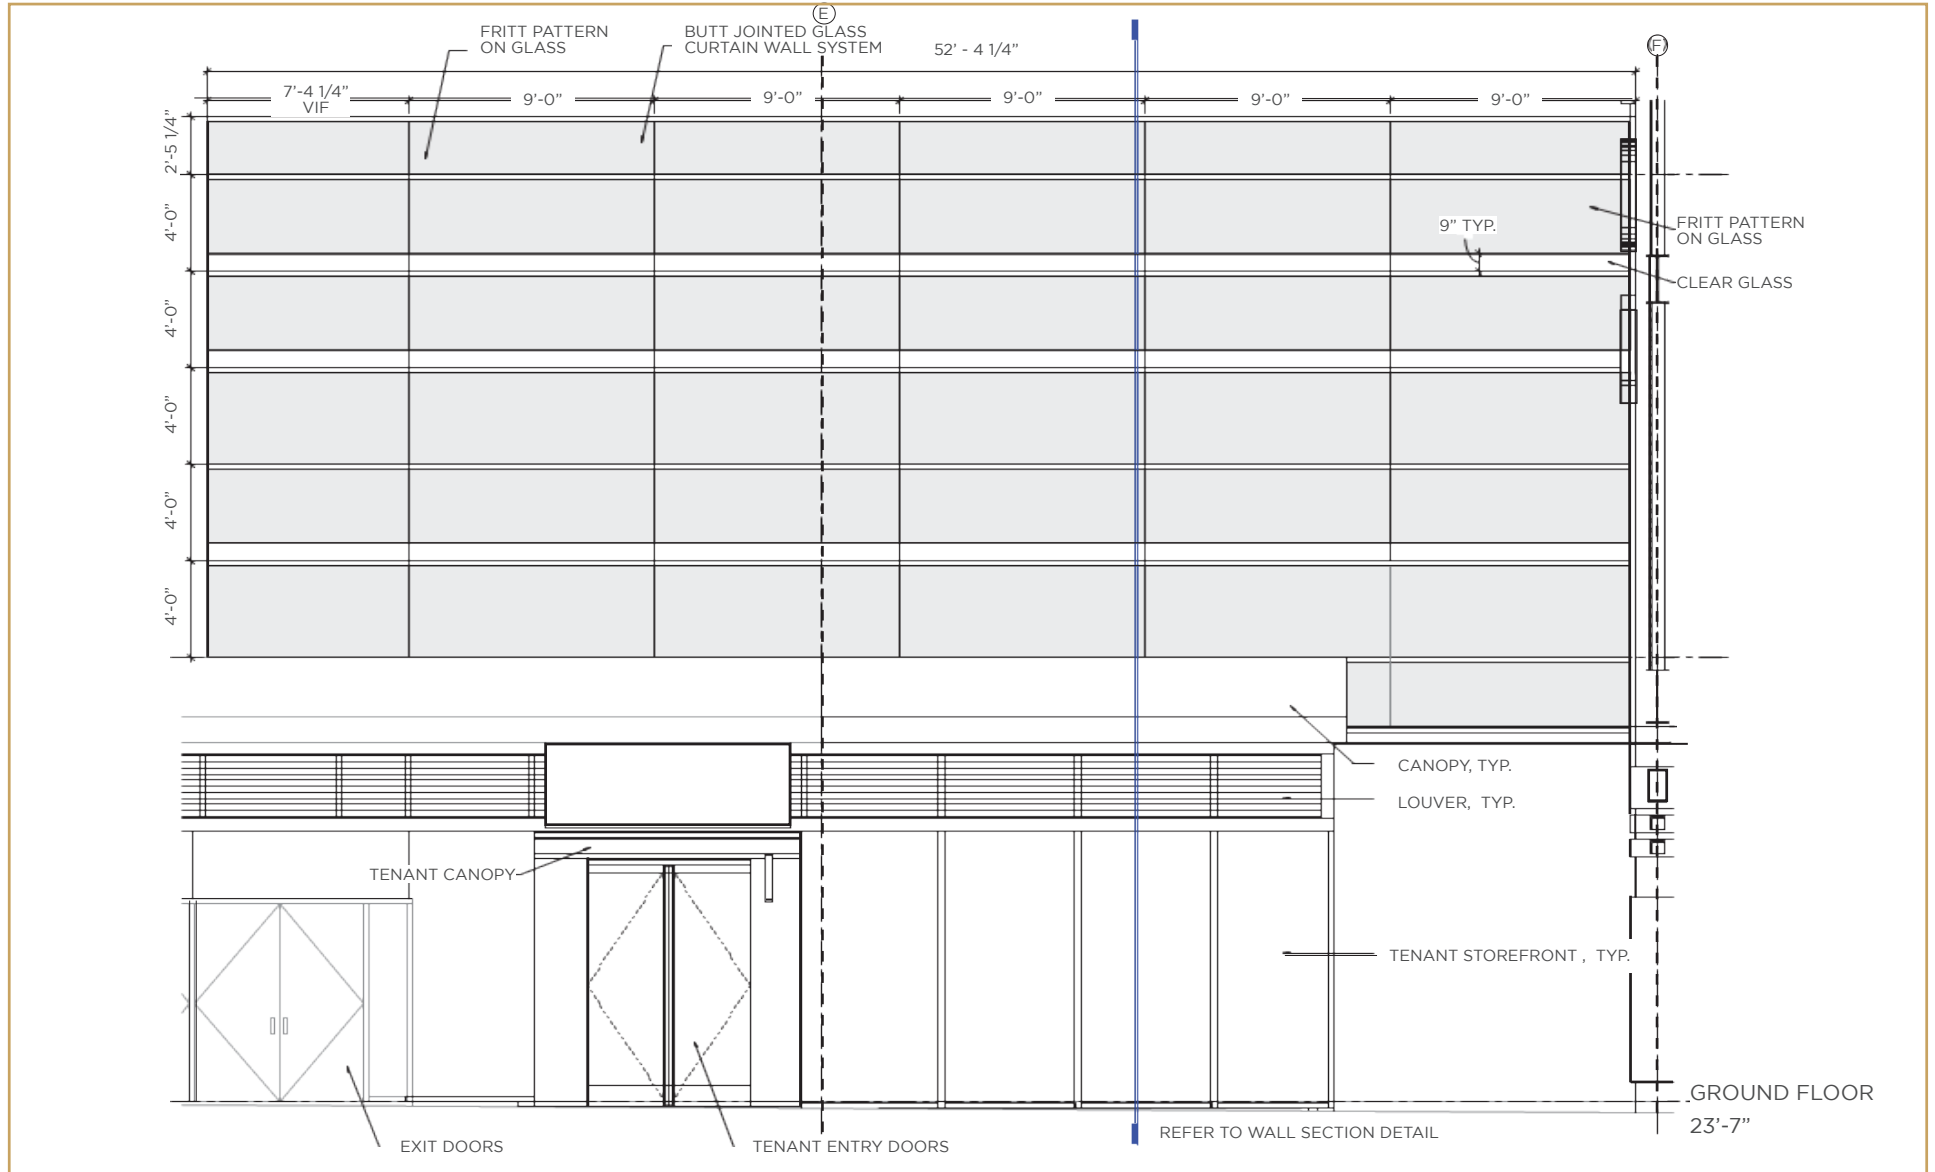 E
FRITT PATTERN
ON GLASS
BUTT JOINTED GLASS
CURTAIN WALL SYSTEM
52' - 4 1/4"
F
7'-4 1/4"
VIF
9'-0"
9'-0"
9'-0"
9'-0"
9'-0"
2'-5 1/4"
4'-0"
4'-0"
4'-0"
4'-0"
4'-0"
9" TYP.
FRITT PATTERN
ON GLASS
CLEAR GLASS
CANOPY, TYP.
LOUVER, TYP.
TENANT CANOPY
TENANT STOREFRONT , TYP.
GROUND FLOOR
23'-7"
EXIT DOORS
TENANT ENTRY DOORS
REFER TO WALL SECTION DETAIL